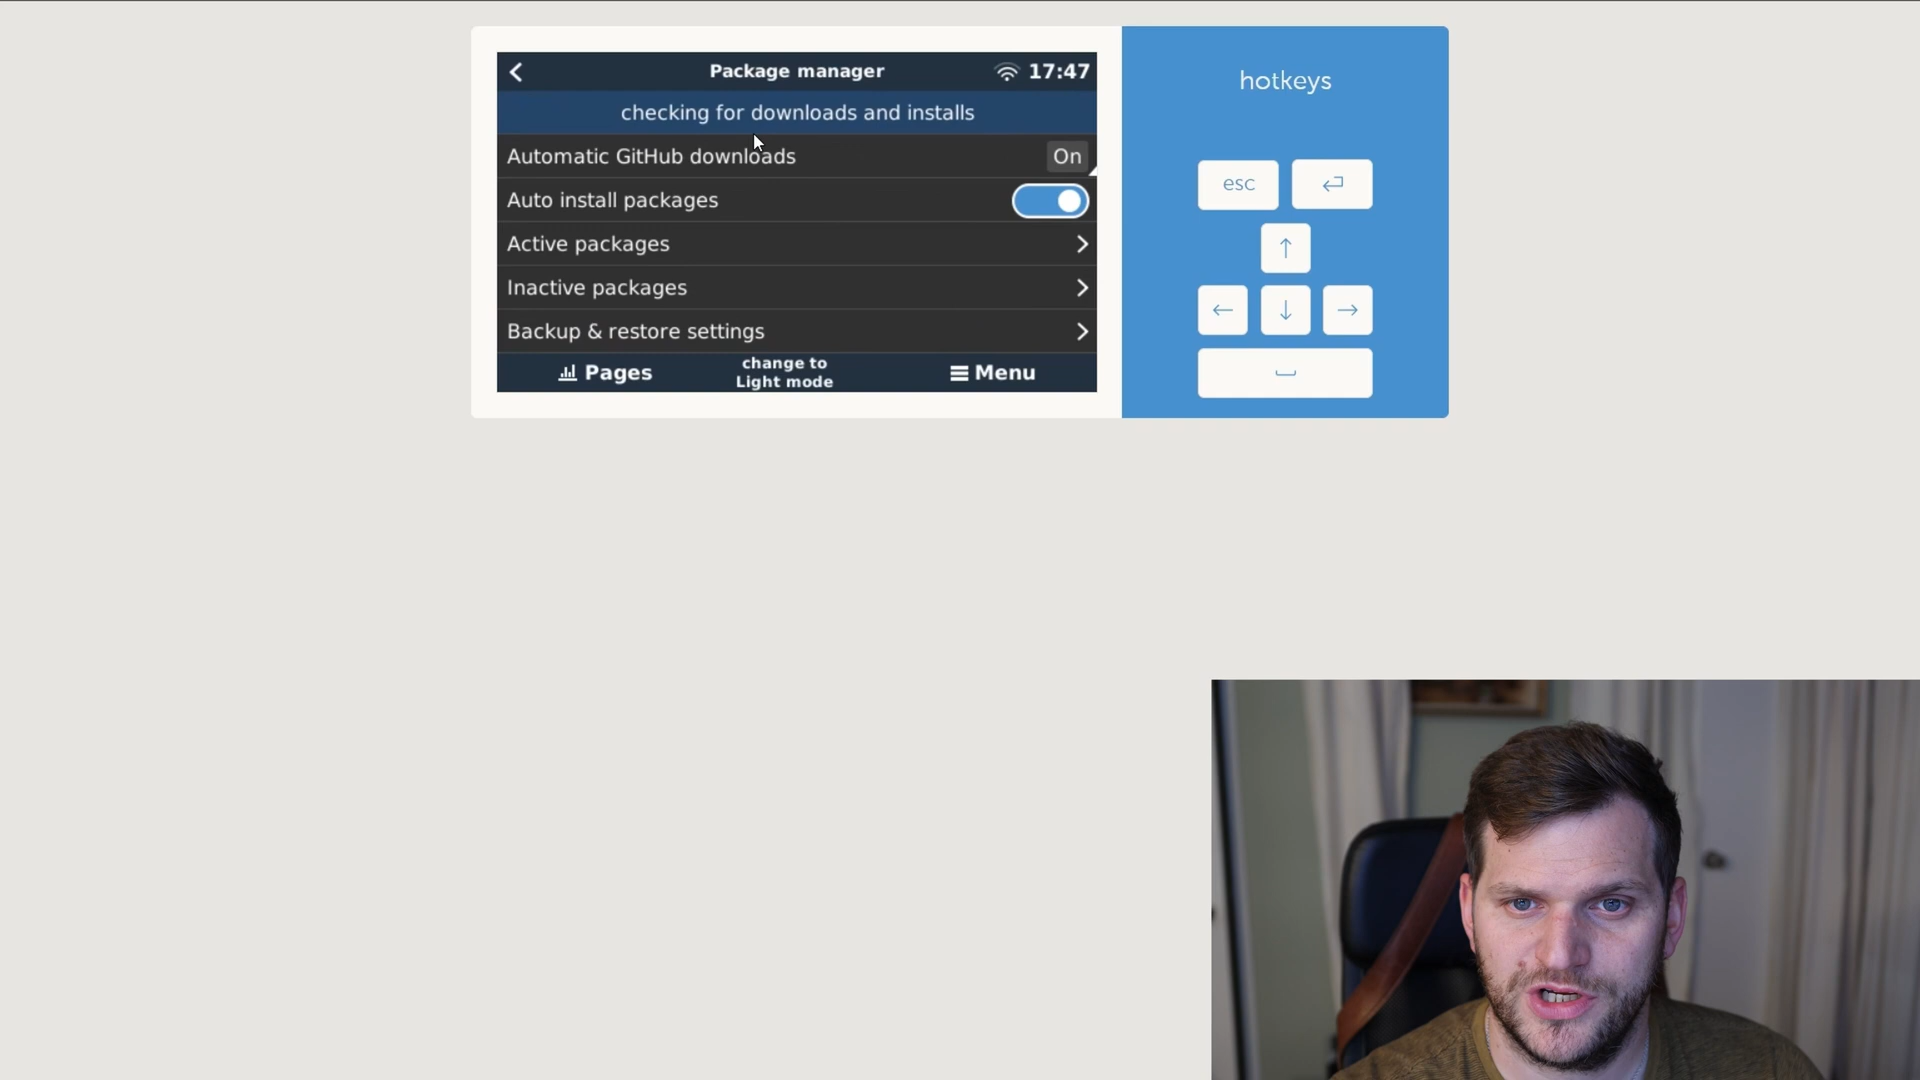 Package manager
17:47
checking for downloads and installs
Automatic GitHub downloads
On
Auto install packages
Active packages
Inactive packages
Backup & restore settings
Pages
change to
Light mode
Menu
hotkeys
esc